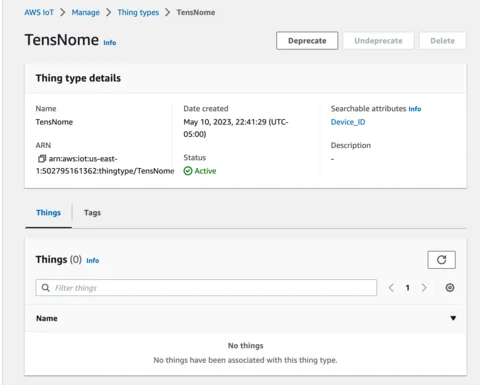 AWS IoT > Manage > Thing types > TensNome
TensNome Info
Deprecate Undeprecate Delete
Thing type details
Name
TensNome
ARN
arn:aws:iot:us-east-
1:502795161362:thingtype/TensNome
Date created
May 10, 2023, 22:41:29 (UTC-
05:00)
Status
Active
Searchable attributes Info
Device_ID
Description
-
Things Tags
Things (0) Info
Filter things
1
Name
No things
No things have been associated with this thing type.